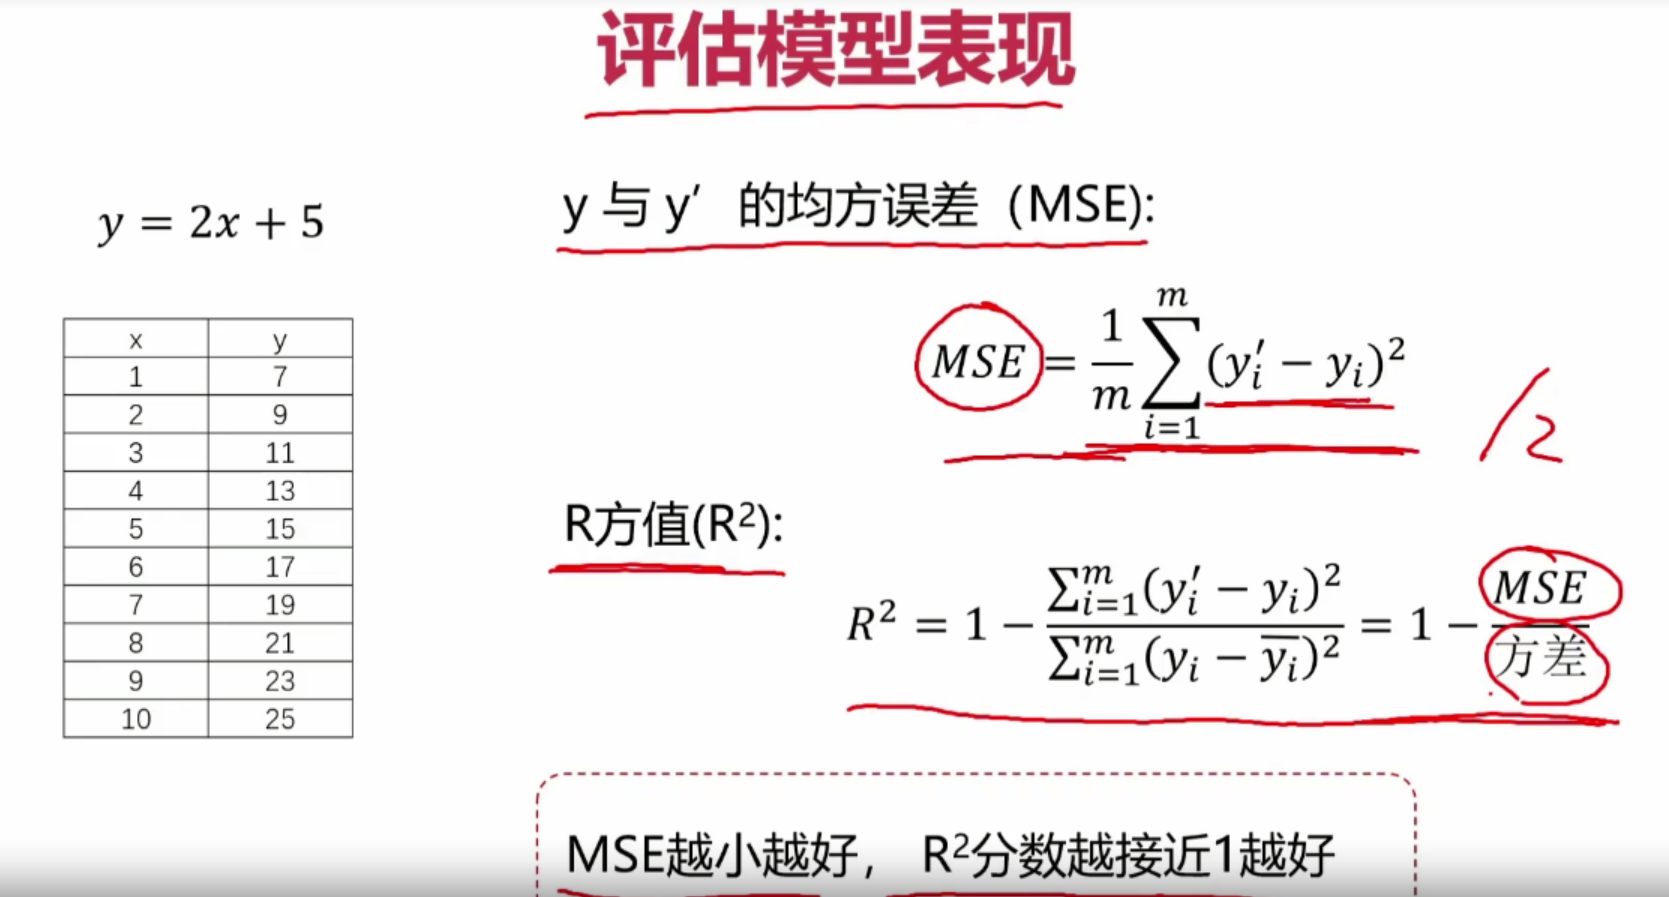 评估模型表现
y = 2x + 5
x y
1 7
2 9
3 11
4 13
5 15
6 17
7 19
8 21
9 23
10 25
y 与 y′ 的均方误差（MSE):
MSE = \frac{1}{m} \sum_{i=1}^{m} (y_i' − y_i)^2
/2
R方值(R²):
R^2 = 1 − \frac{\sum_{i=1}^{m} (y_i' − y_i)^2}{\sum_{i=1}^{m} (y_i − \overline{y_i})^2} = 1 − \frac{MSE}{方差}
MSE越小越好， R²分数越接近1越好